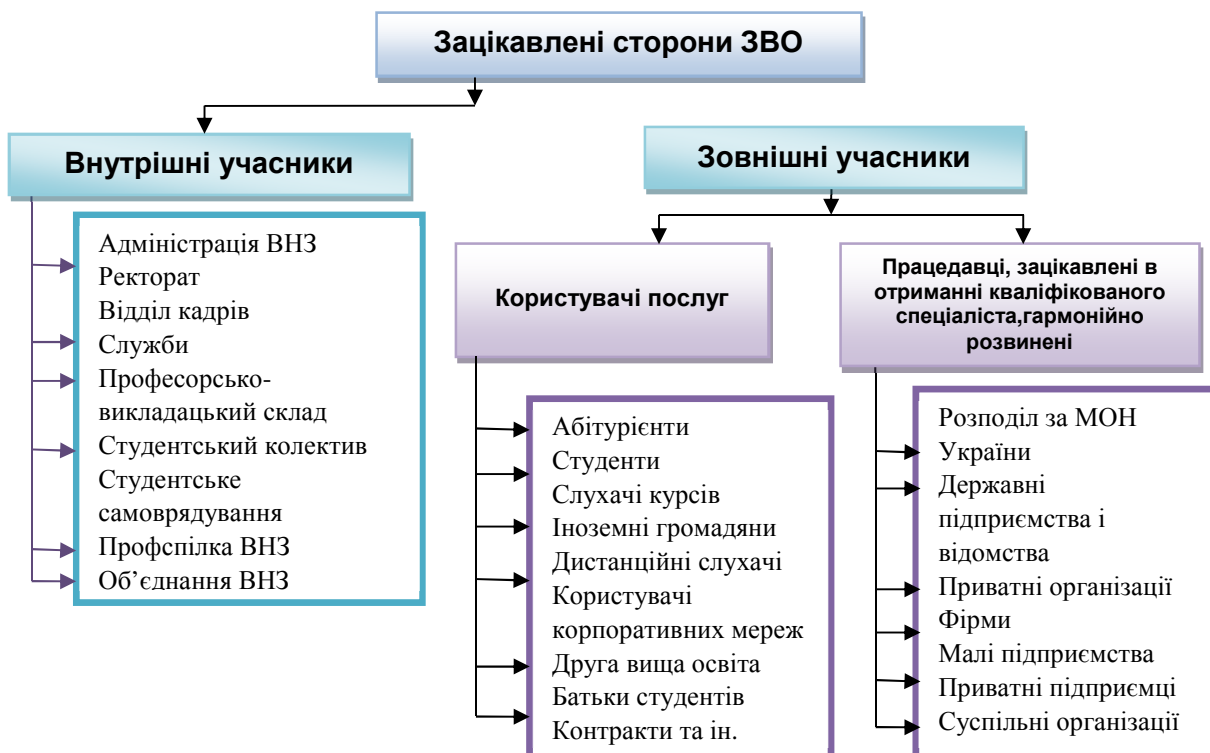 Зацікавлені сторони ЗВО
Внутрішні учасники
Адміністрація ВНЗ
Ректорат
Відділ кадрів
Служби
Професорсько-
викладацький склад
Студентський колектив
Студентське
самоврядування
Профспілка ВНЗ
Об’єднання ВНЗ
Зовнішні учасники
Користувачі послуг
Абітурієнти
Студенти
Слухачі курсів
Іноземні громадяни
Дистанційні слухачі
Користувачі
корпоративних мереж
Друга вища освіта
Батьки студентів
Контракти та ін.
Працедавці, зацікавлені в
отриманні кваліфікованого
спеціаліста,гармонійно
розвинені
Розподіл за МОН
України
Державні
підприємства і
відомства
Приватні організації
Фірми
Малі підприємства
Приватні підприємці
Суспільні організації